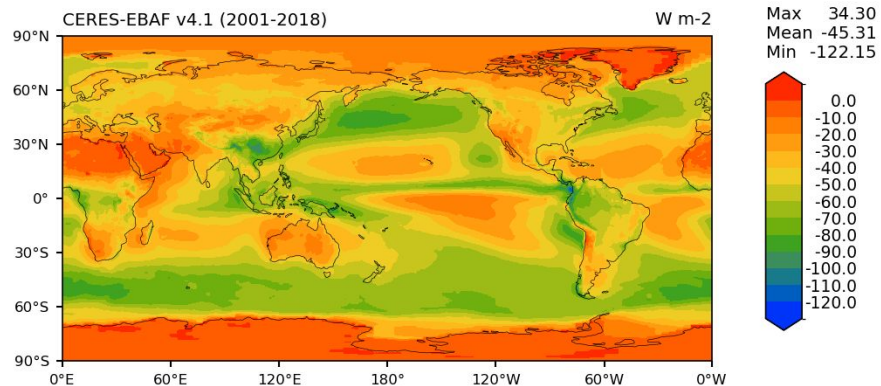 CERES-EBAF v4.1 (2001-2018)
W m-2
Max 34.30
Mean -45.31
Min -122.15
90°N
60°N
30°N
0°
30°S
60°S
90°S
0°E
60°E
120°E
180°
120°W
60°W
0°W
0.0
-10.0
-20.0
-30.0
-40.0
-50.0
-60.0
-70.0
-80.0
-90.0
-100.0
-110.0
-120.0